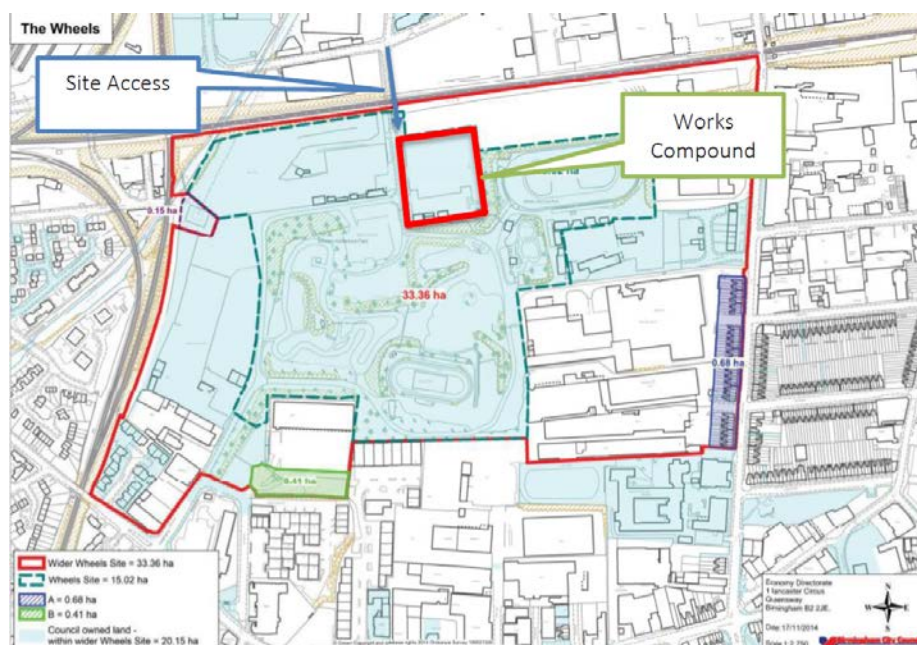 The Wheels
Site Access
Works
Compound
0.15 ha
33.36 ha
0.68 ha
0.41 ha
Wider Wheels Site = 33.36 ha
Wheels Site = 15.02 ha
A = 0.68 ha
B = 0.41 ha
Council owned land -
within wider Wheels Site = 20.15 ha
Economy Directorate
1 lancaster Circus
Queensway
Birmingham B2 2JE.
Date:17/11/2014
N
W
E
S
Birmingham City